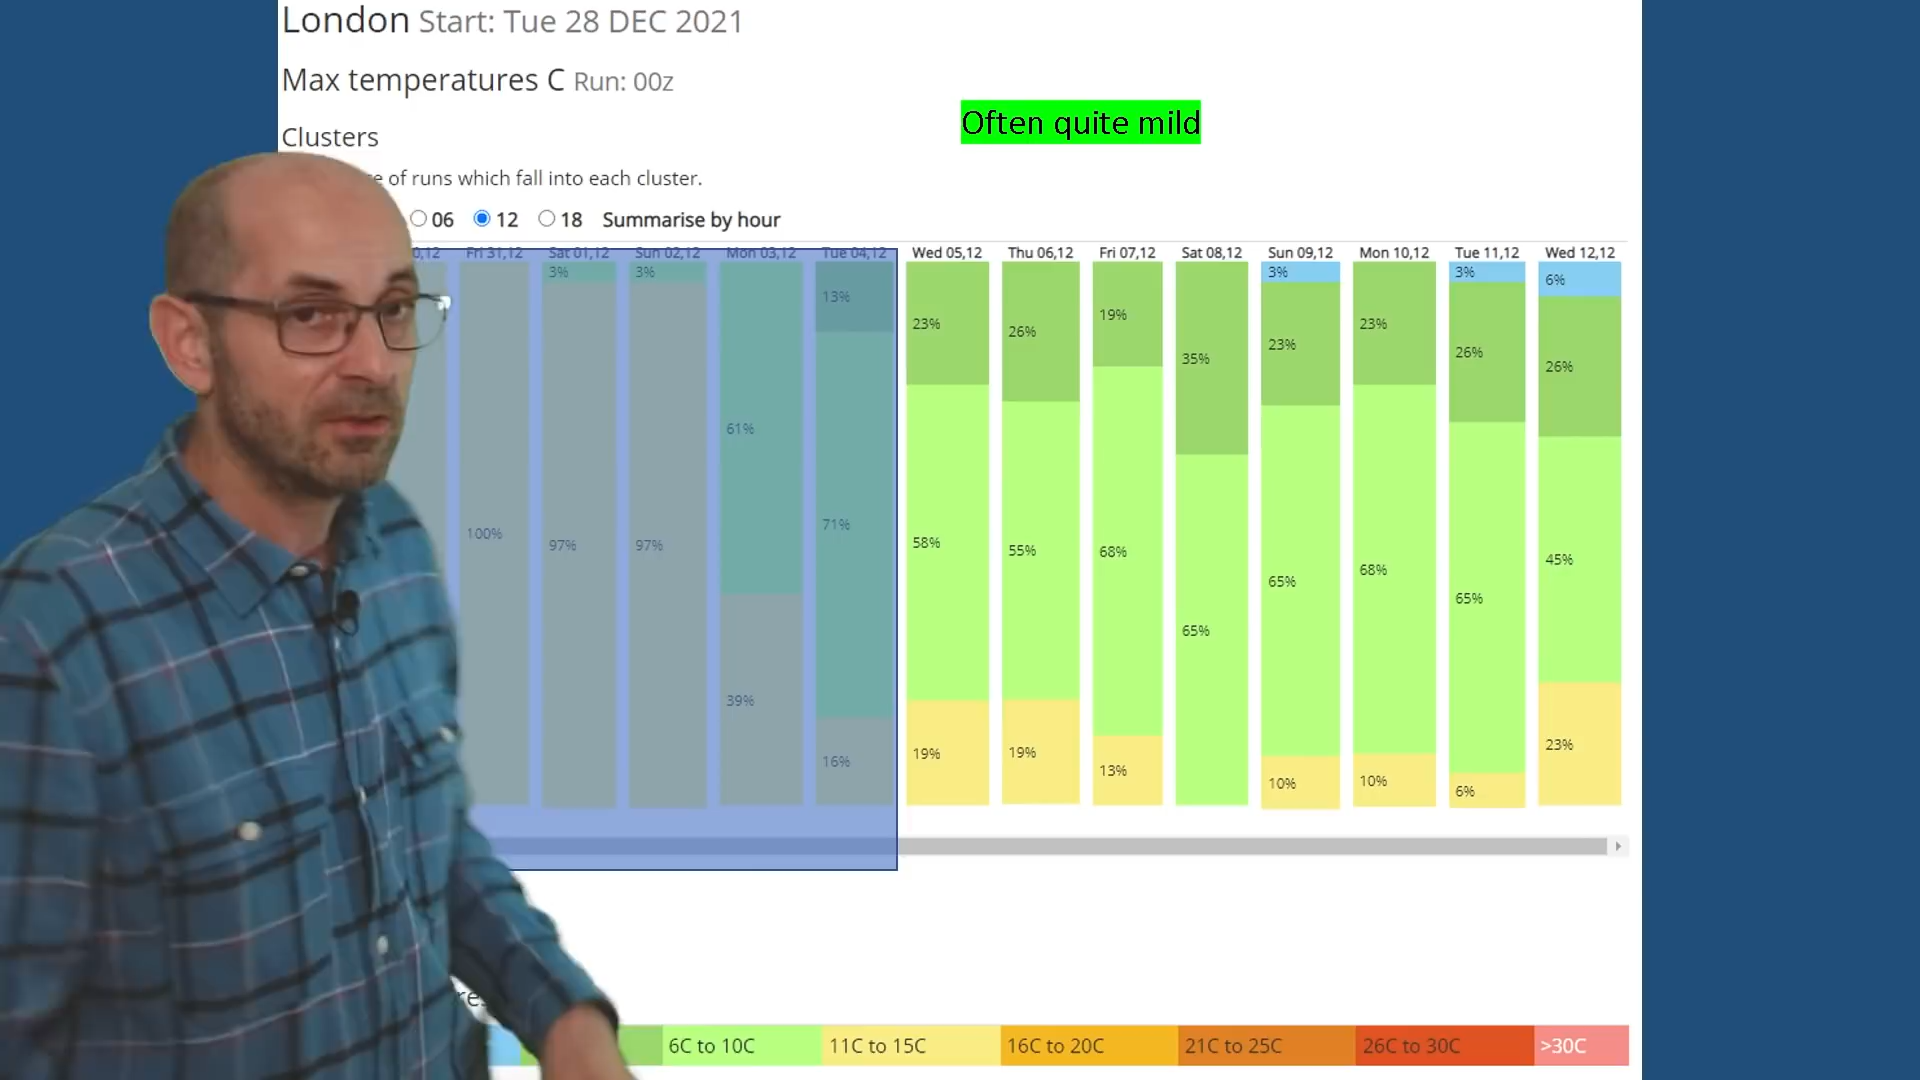 London Start: Tue 28 DEC 2021
Max temperatures C Run: 00z
Often quite mild
Clusters
of runs which fall into each cluster.
06 12 18 Summarise by hour
Fri 31,12 Sat 01,12 Sun 02,12 Mon 03,12 Tue 04,12 Wed 05,12 Thu 06,12 Fri 07,12 Sat 08,12 Sun 09,12 Mon 10,12 Tue 11,12 Wed 12,12
3% 3% 3% 3% 6%
13% 23% 26% 19% 35% 23% 23% 26% 26%
61% 71% 58% 55% 68% 65% 65% 68% 65% 45%
100% 97% 97% 39% 16% 19% 19% 13% 10% 10% 6% 23%
6C to 10C 11C to 15C 16C to 20C 21C to 25C 26C to 30C >30C